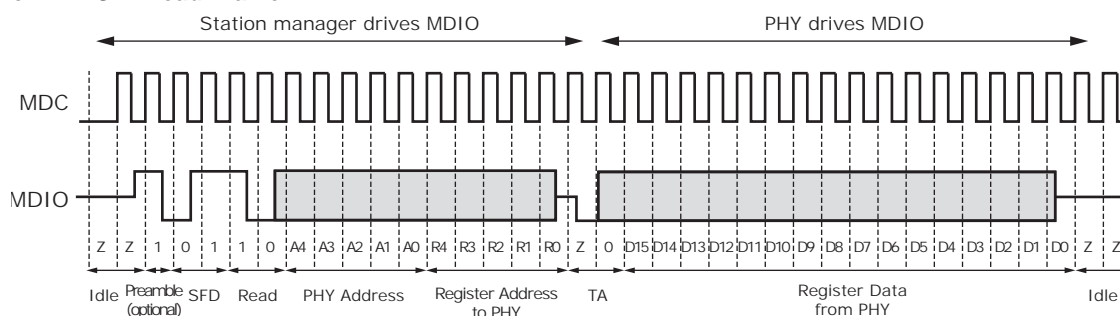 Station manager drives MDIO PHY drives MDIO
MDC
MDIO
Z Z 1 0 1 1 0 A4 A3 A2 A1 A0 R4 R3 R2 R1 R0 Z 0 D15 D14 D13 D12 D11 D10 D9 D8 D7 D6 D5 D4 D3 D2 D1 D0 Z Z
Idle Preamble SFD Read PHY Address Register Address TA Register Data Idle
(optional) to PHY from PHY